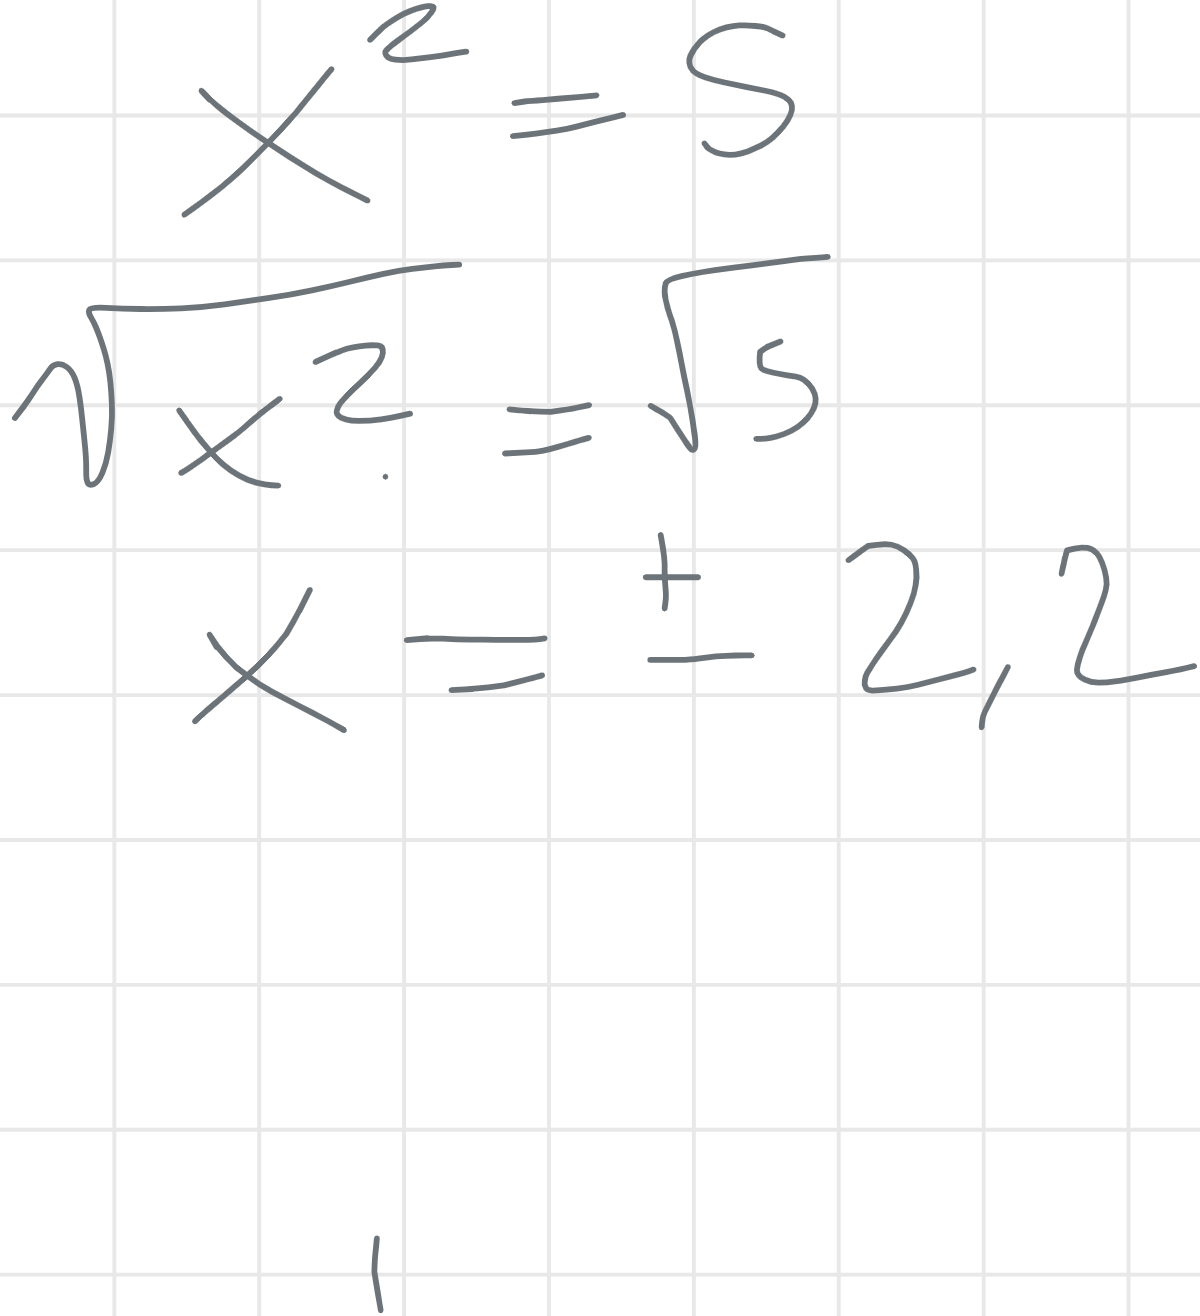 x² = 5
√x² = √5
x = ± 2,2